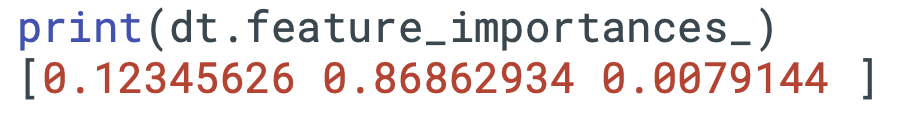 print(dt.feature_importances_)
[0.12345626 0.86862934 0.0079144 ]